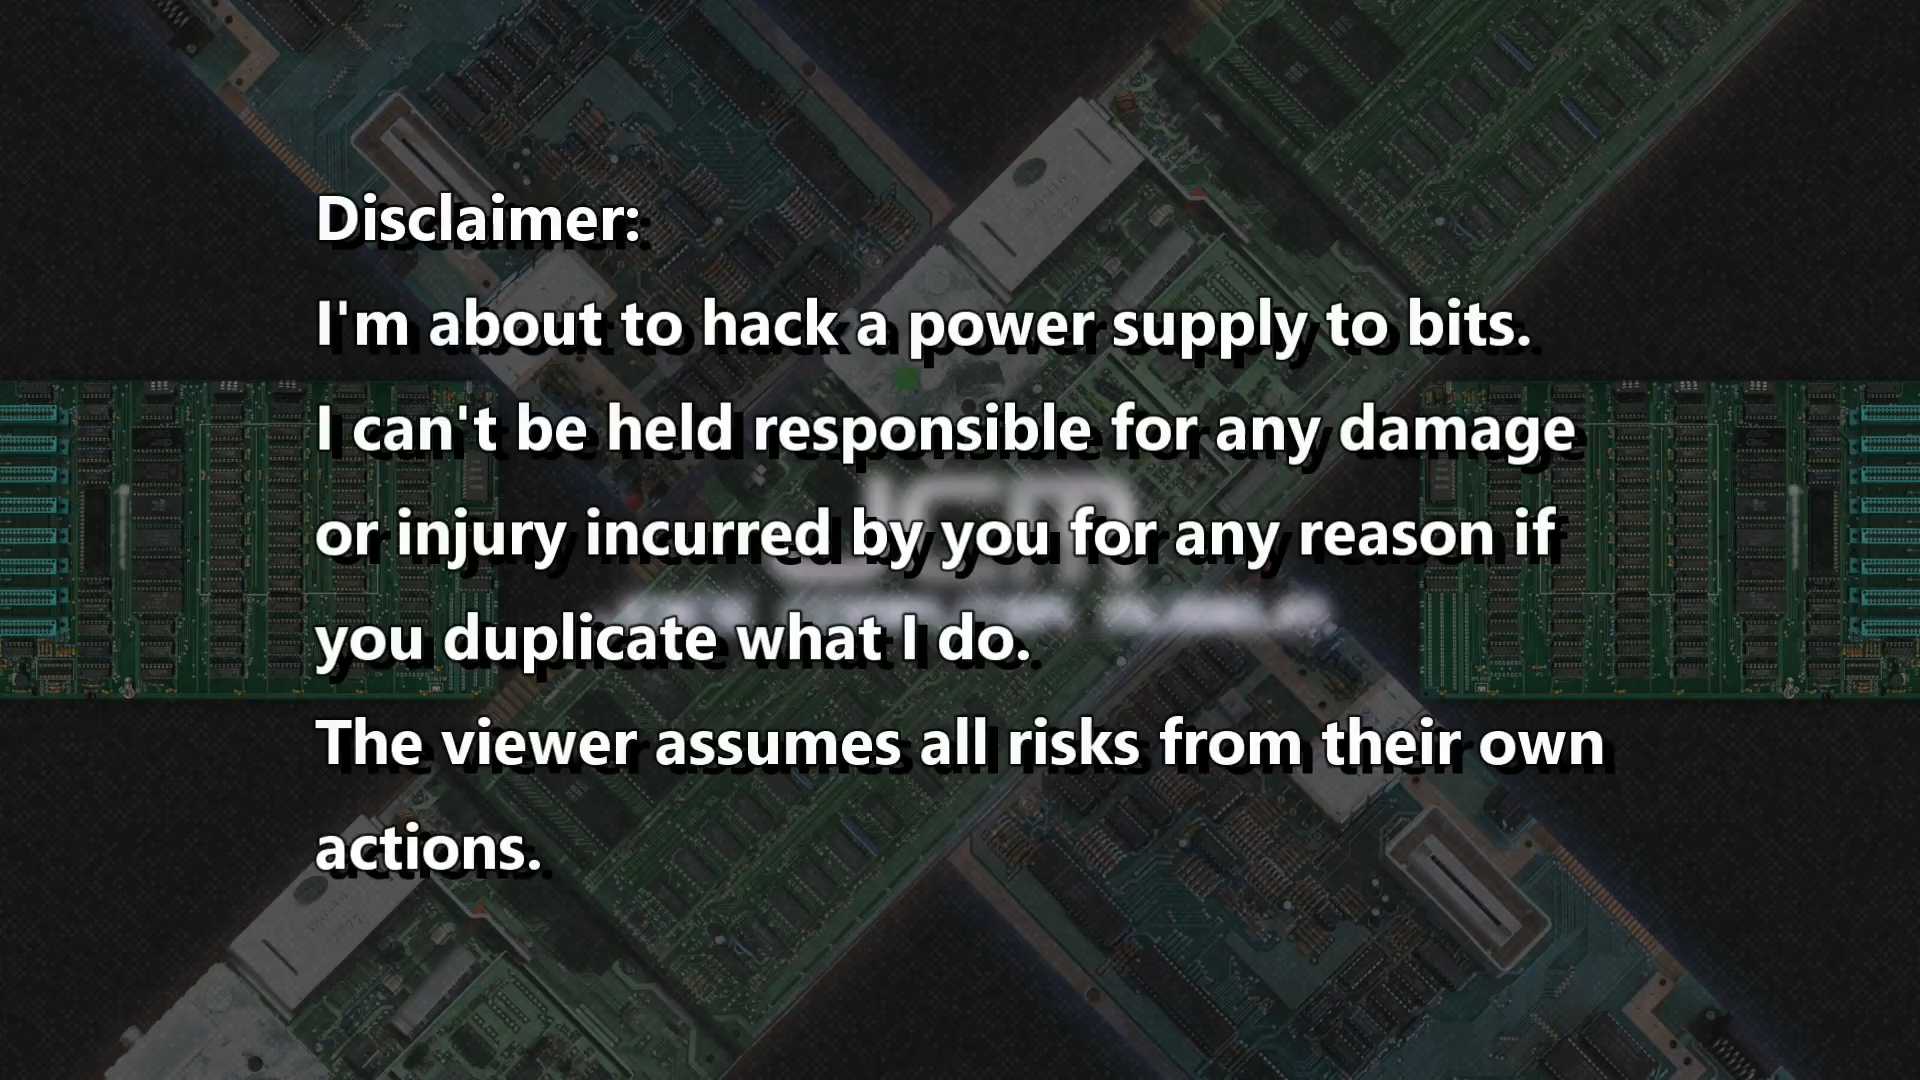 Disclaimer:
I'm about to hack a power supply to bits.
I can't be held responsible for any damage
or injury incurred by you for any reason if
you duplicate what I do.
The viewer assumes all risks from their own
actions.